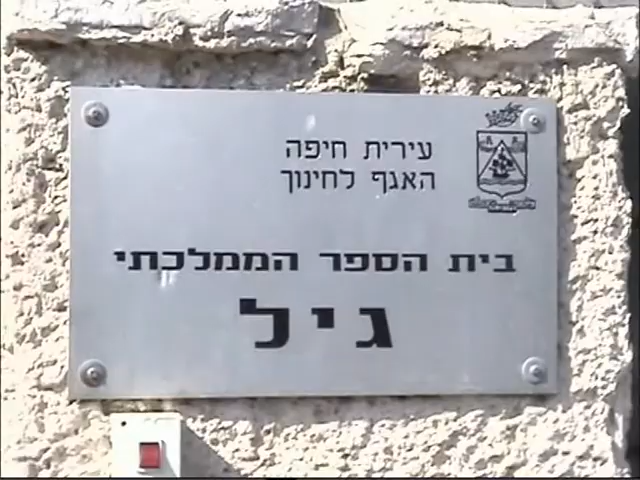 עירית חיפה
האגף לחינוך
בית הספר הממלכתי
גיל